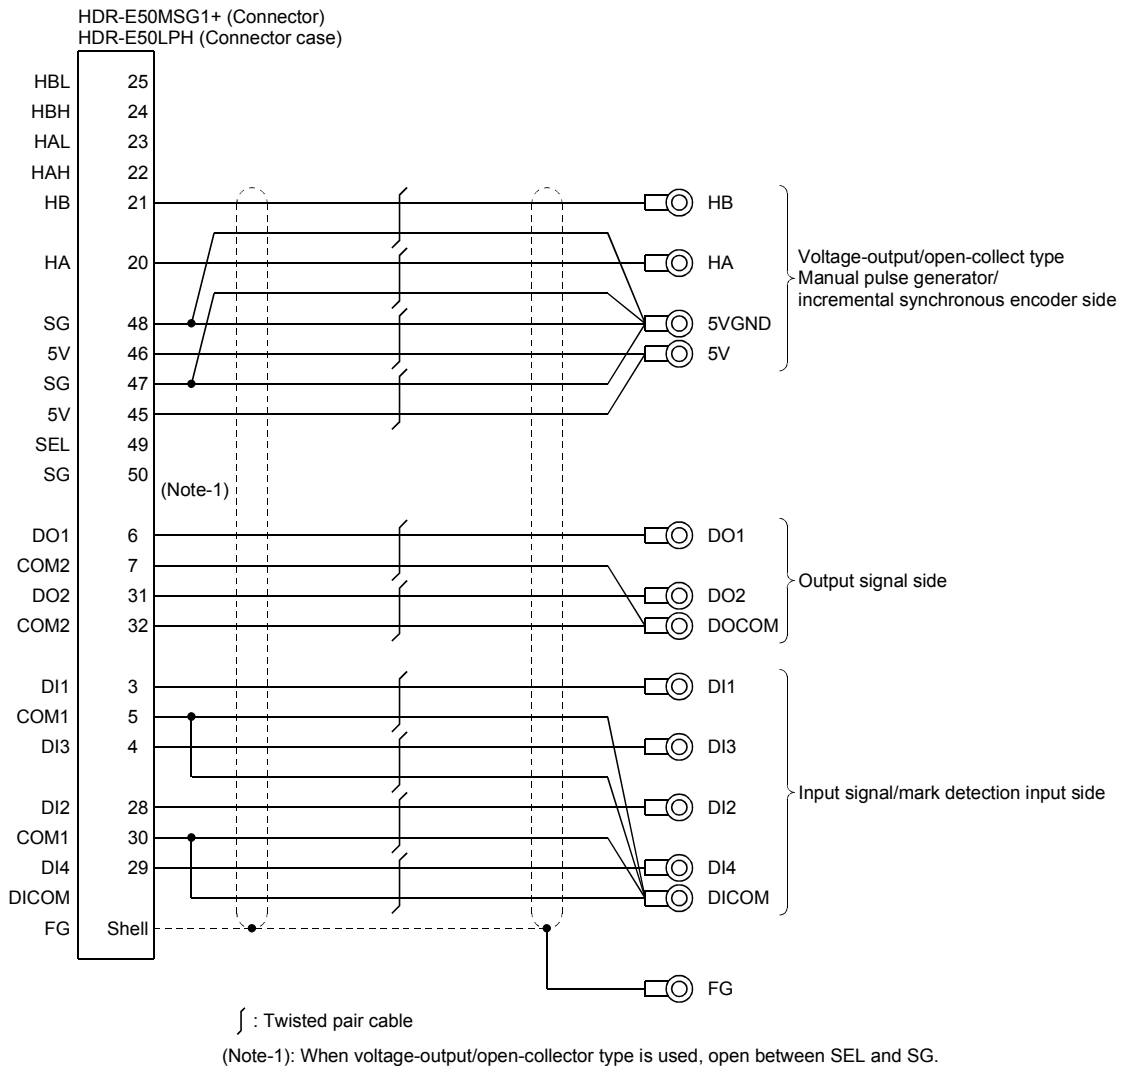 HDR-E50MSG1+ (Connector)
HDR-E50LPH (Connector case)
HBL 25
HBH 24
HAL 23
HAH 22
HB 21 HB
HA 20 HA
SG 48 5VGND
5V 46 5V
SG 47
5V 45
SEL 49
SG 50
(Note-1)
Voltage-output/open-collect type
Manual pulse generator/
incremental synchronous encoder side
DO1 6 DO1
COM2 7
DO2 31 DO2
COM2 32 DOCOM
Output signal side
DI1 3 DI1
COM1 5
DI3 4 DI3
DI2 28 DI2
COM1 30
DI4 29 DI4
DICOM DICOM
Input signal/mark detection input side
FG Shell
FG
: Twisted pair cable
(Note-1): When voltage-output/open-collector type is used, open between SEL and SG.